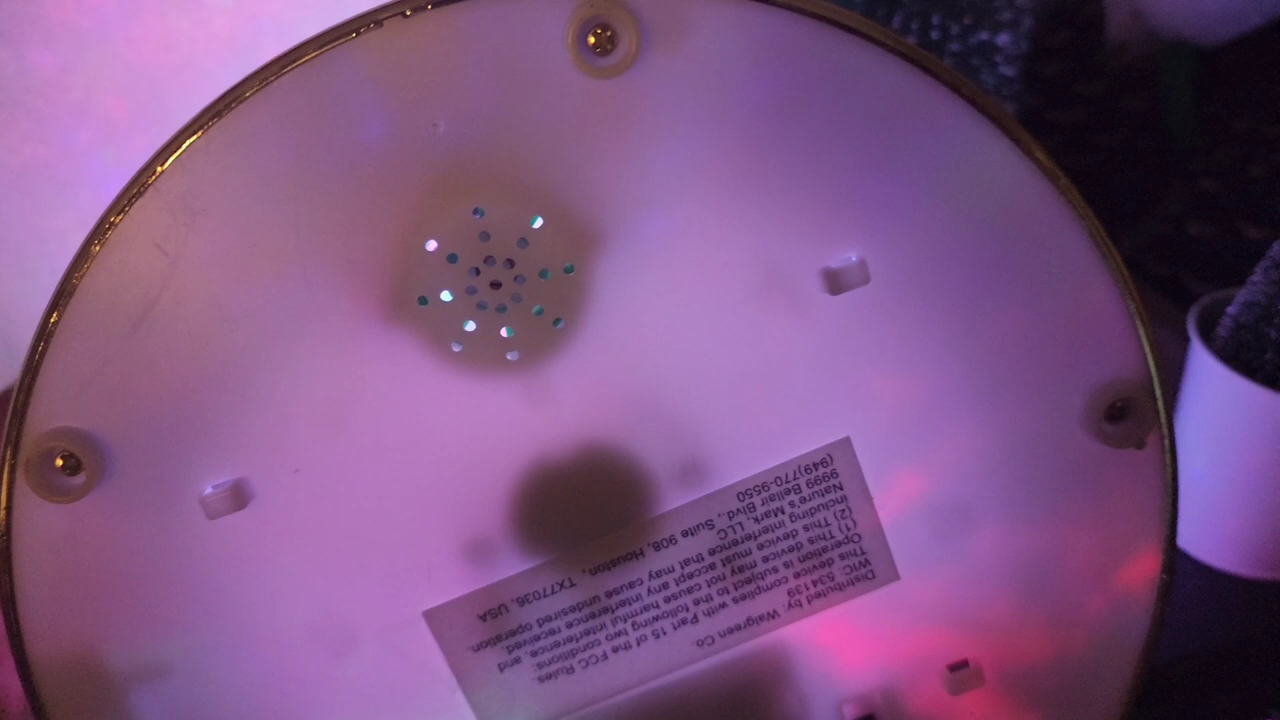 Distributed by: Walgreen Co.
WIC: 534139
This device complies with Part 15 of the FCC Rules.
Operation is subject to the following two conditions:
(1) This device may not cause harmful interference, and
(2) This device must accept any interference received,
including interference that may cause undesired operation.
Nature's Mark, LLC
9999 Bellair Blvd., Suite 908, Houston, TX77036, USA
(949)770-9550